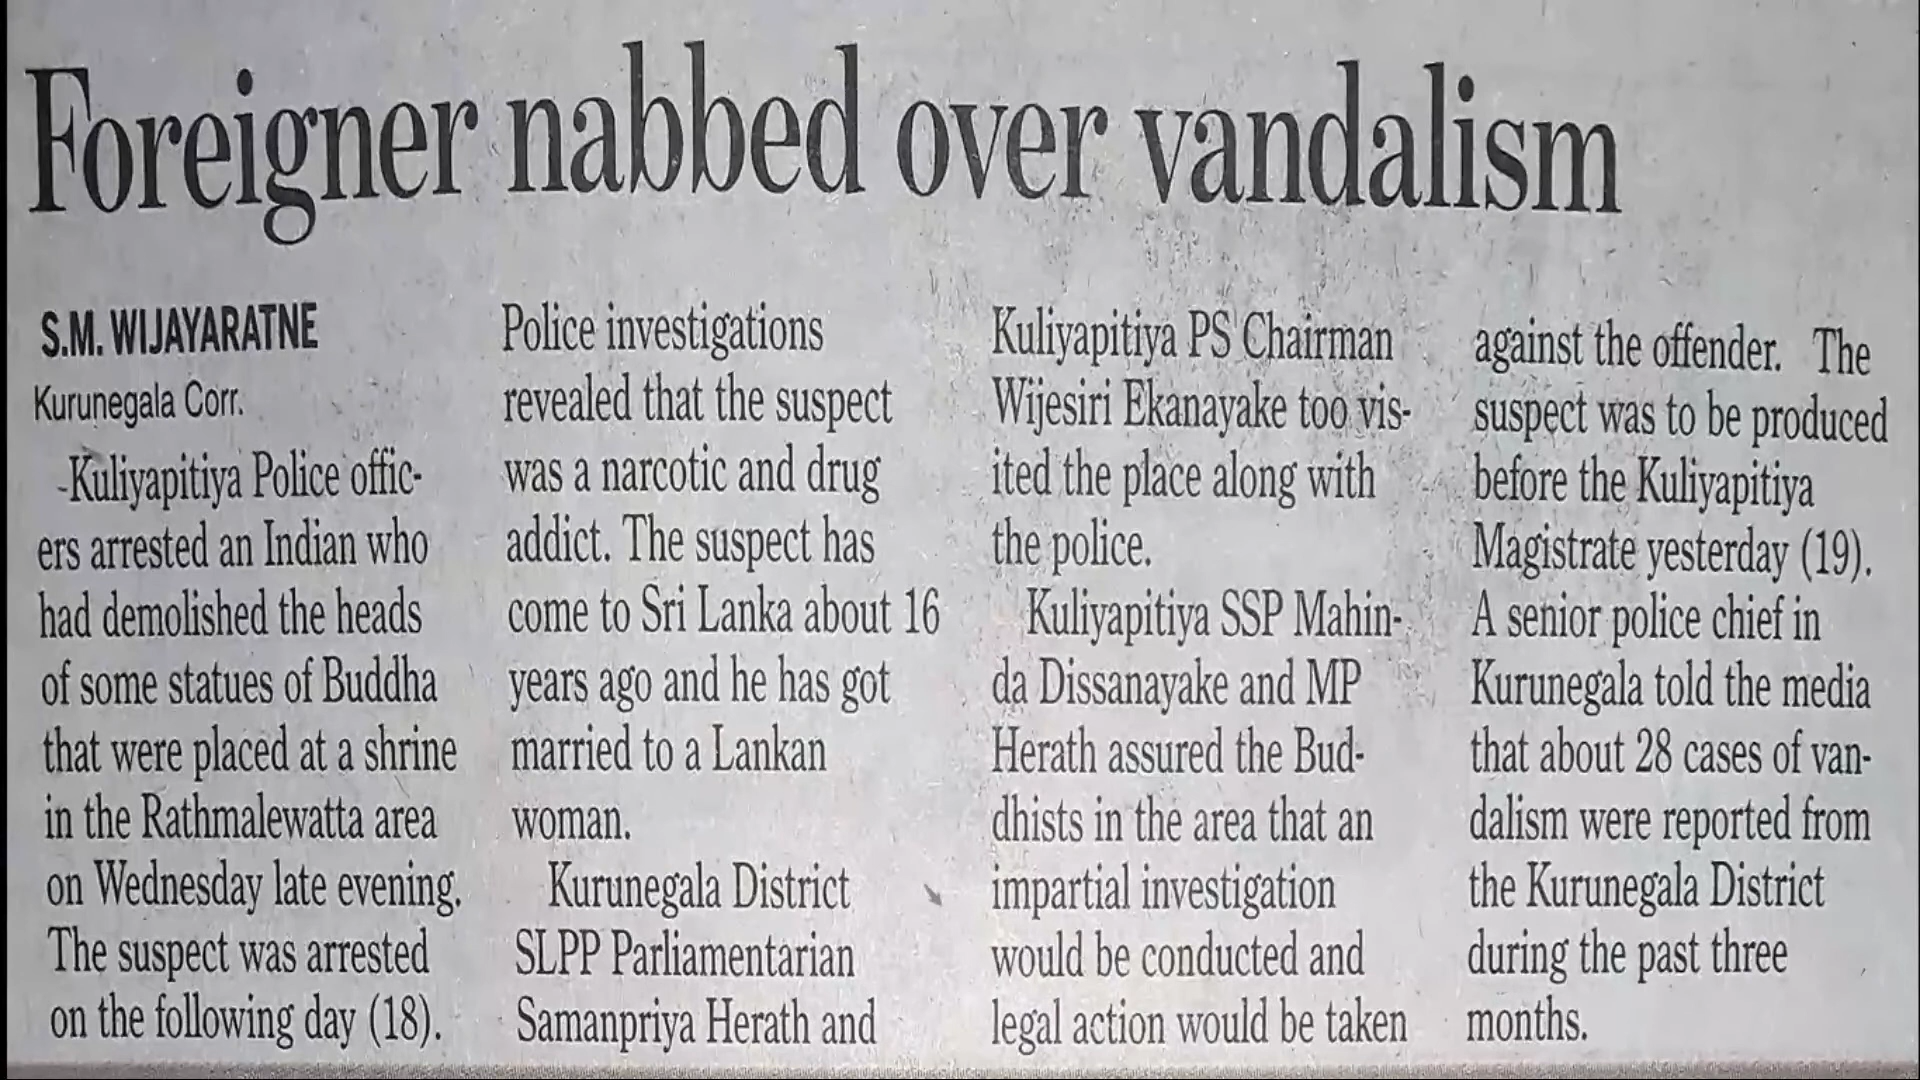 Foreigner nabbed over vandalism
S.M. WIJAYARATNE
Kurunegala Corr.
-Kuliyapitiya Police offic-
ers arrested an Indian who
had demolished the heads
of some statues of Buddha
that were placed at a shrine
in the Rathmalewatta area
on Wednesday late evening.
The suspect was arrested
on the following day (18).
Police investigations
revealed that the suspect
was a narcotic and drug
addict. The suspect has
come to Sri Lanka about 16
years ago and he has got
married to a Lankan
woman.
Kurunegala District
SLPP Parliamentarian
Samanpriya Herath and
Kuliyapitiya PS Chairman
Wijesiri Ekanayake too vis-
ited the place along with
the police.
Kuliyapitiya SSP Mahin-
da Dissanayake and MP
Herath assured the Bud-
dhists in the area that an
impartial investigation
would be conducted and
legal action would be taken
against the offender. The
suspect was to be produced
before the Kuliyapitiya
Magistrate yesterday (19).
A senior police chief in
Kurunegala told the media
that about 28 cases of van-
dalism were reported from
the Kurunegala District
during the past three
months.